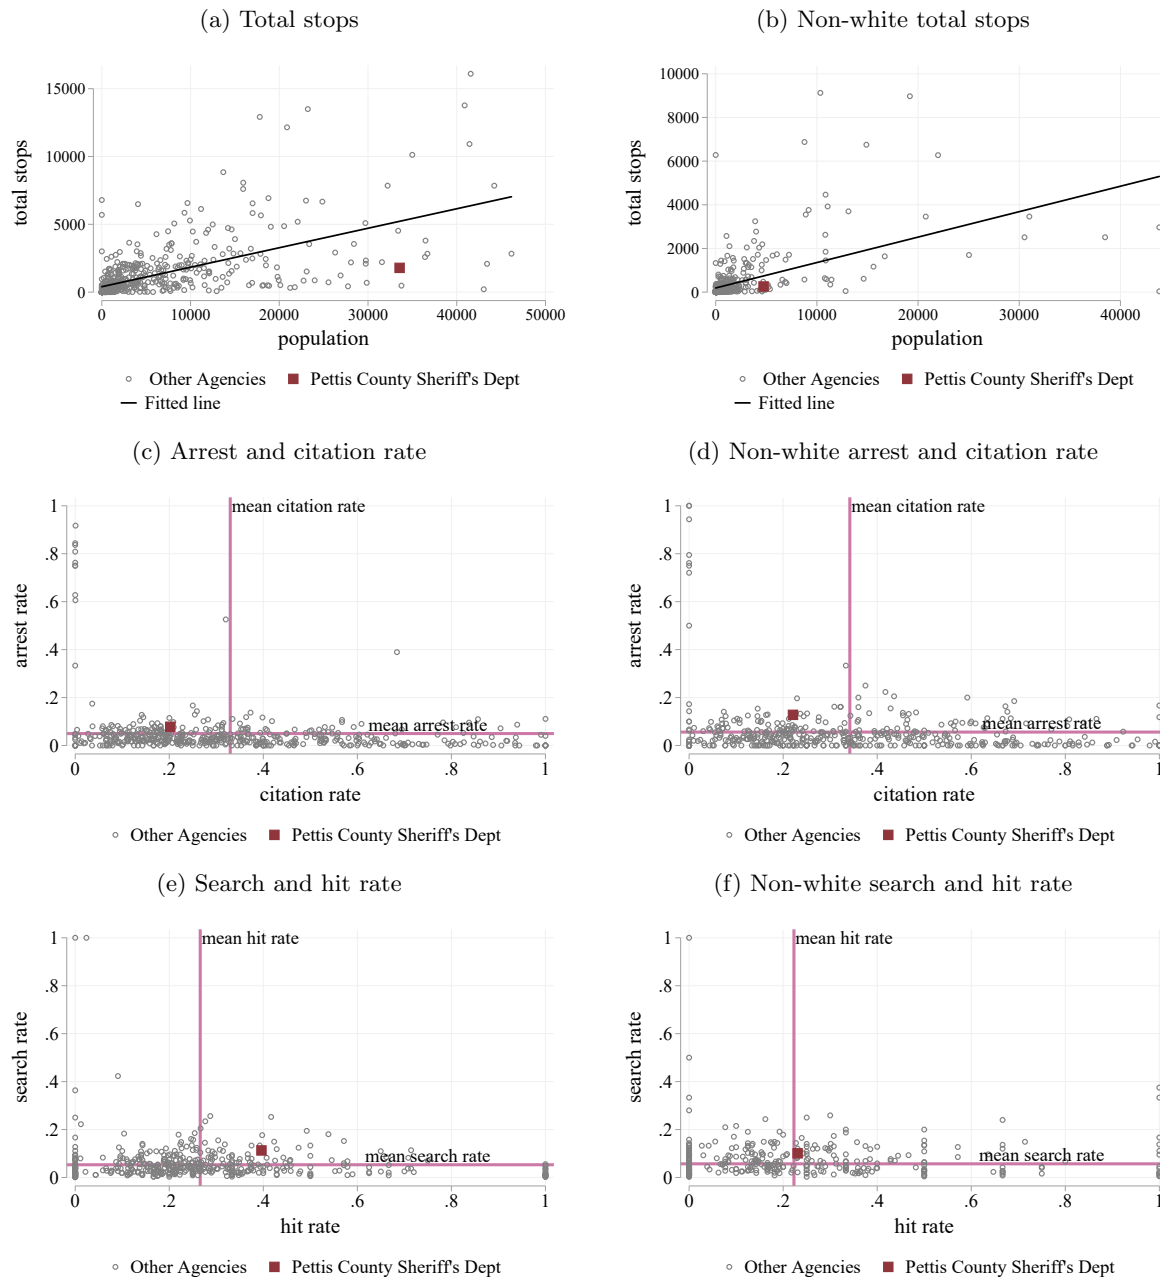 (a) Total stops
(b) Non-white total stops
total stops
15000
10000
5000
0
0 10000 20000 30000 40000 50000
population
Other Agencies Pettis County Sheriff's Dept
Fitted line
total stops
10000
8000
6000
4000
2000
0
0 10000 20000 30000 40000
population
Other Agencies Pettis County Sheriff's Dept
Fitted line
(c) Arrest and citation rate
(d) Non-white arrest and citation rate
arrest rate
1
.8
.6
.4
.2
0
mean citation rate
mean arrest rate
0 .2 .4 .6 .8 1
citation rate
Other Agencies Pettis County Sheriff's Dept
arrest rate
1
.8
.6
.4
.2
0
mean citation rate
mean arrest rate
0 .2 .4 .6 .8 1
citation rate
Other Agencies Pettis County Sheriff's Dept
(e) Search and hit rate
(f) Non-white search and hit rate
search rate
1
.8
.6
.4
.2
0
mean hit rate
mean search rate
0 .2 .4 .6 .8 1
hit rate
Other Agencies Pettis County Sheriff's Dept
search rate
1
.8
.6
.4
.2
0
mean hit rate
mean search rate
0 .2 .4 .6 .8 1
hit rate
Other Agencies Pettis County Sheriff's Dept